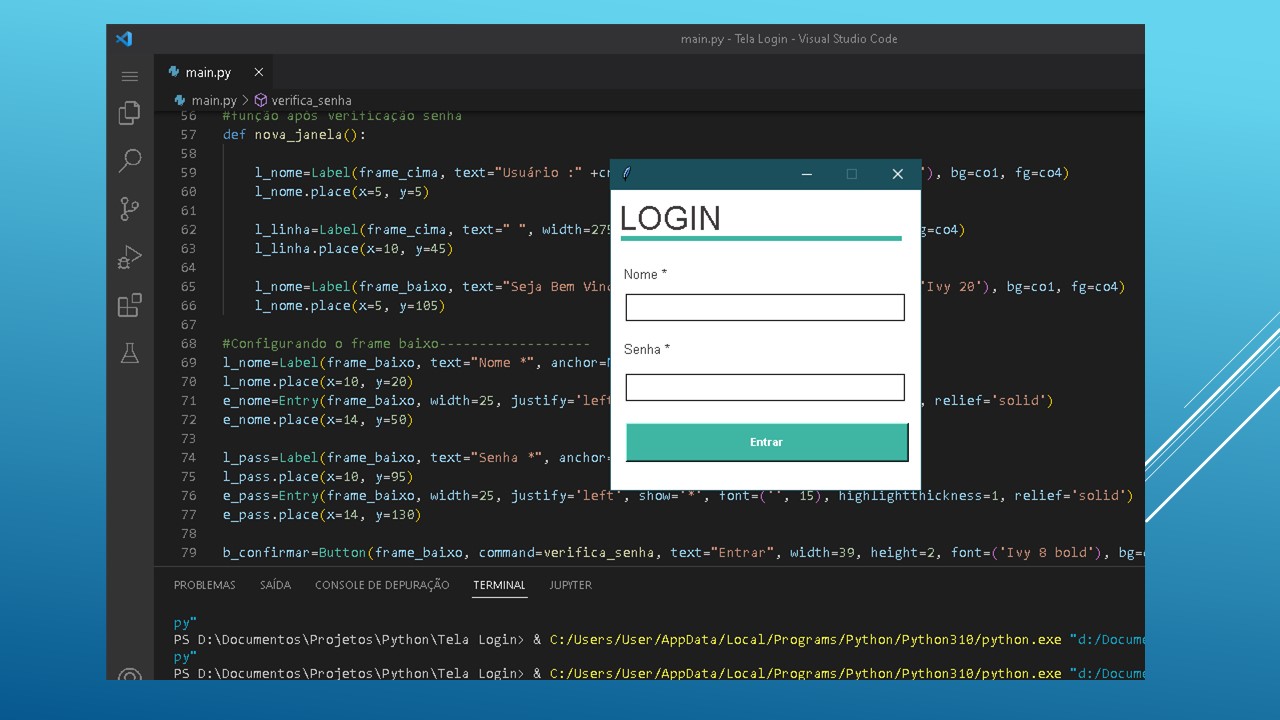 main.py - Tela Login - Visual Studio Code
main.py
main.py > verifica_senha
56 #função após verificação senha
57 def nova_janela():
58
59 l_nome=Label(frame_cima, text="Usuário :" +cr '), bg=co1, fg=co4)
60 l_nome.place(x=5, y=5)
61
62 l_linha=Label(frame_cima, text=" ", width=275 g=co4)
63 l_linha.place(x=10, y=45)
64
65 l_nome=Label(frame_baixo, text="Seja Bem Vinc 'Ivy 20'), bg=co1, fg=co4)
66 l_nome.place(x=5, y=105)
67
68 #Configurando o frame baixo-------------------
69 l_nome=Label(frame_baixo, text="Nome *", anchor=N
70 l_nome.place(x=10, y=20)
71 e_nome=Entry(frame_baixo, width=25, justify='left , relief='solid')
72 e_nome.place(x=14, y=50)
73
74 l_pass=Label(frame_baixo, text="Senha *", anchor=
75 l_pass.place(x=10, y=95)
76 e_pass=Entry(frame_baixo, width=25, justify='left', show='*', font=('', 15), highlightthickness=1, relief='solid')
77 e_pass.place(x=14, y=130)
78
79 b_confirmar=Button(frame_baixo, command=verifica_senha, text="Entrar", width=39, height=2, font=('Ivy 8 bold'), bg=
LOGIN
Nome *
Senha *
Entrar
PROBLEMAS SAÍDA CONSOLE DE DEPURAÇÃO TERMINAL JUPYTER
py"
PS D:\Documentos\Projetos\Python\Tela Login> & C:/Users/User/AppData/Local/Programs/Python/Python310/python.exe "d:/Docume
py"
PS D:\Documentos\Projetos\Python\Tela Login> & C:/Users/User/AppData/Local/Programs/Python/Python310/python.exe "d:/Docume